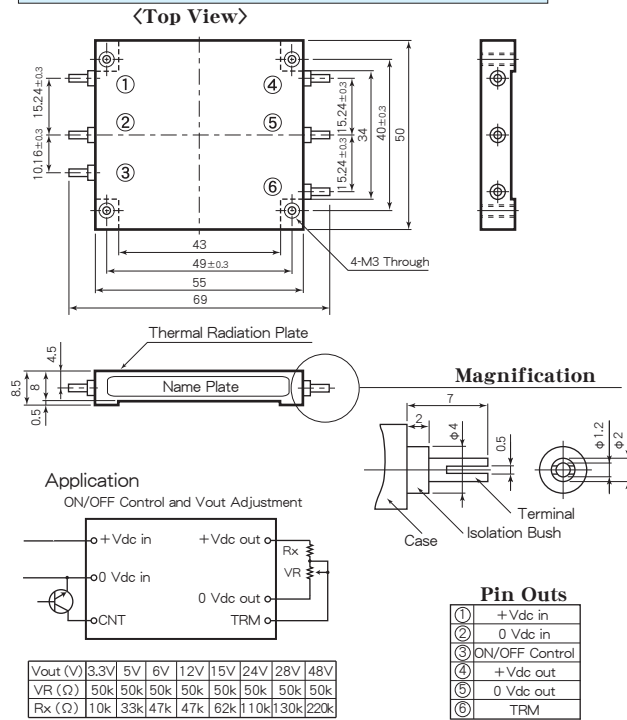 〈Top View〉
① ④
② ⑤
③ ⑥
15.24±0.3
10.16±0.3
15.24±0.3
15.24±0.3
34
40±0.3
50
43
49±0.3
55
69
4-M3 Through
Thermal Radiation Plate
4.5
8.5
8
0.5
Name Plate
Magnification
7
2
φ4
0.5
φ1.2
φ2
Terminal
Isolation Bush
Case
Application
ON/OFF Control and Vout Adjustment
+Vdc in +Vdc out
Rx
VR
0 Vdc in
0 Vdc out
CNT TRM
Vout (V) 3.3V 5V 6V 12V 15V 24V 28V 48V
VR (Ω) 50k 50k 50k 50k 50k 50k 50k 50k
Rx (Ω) 10k 33k 47k 47k 62k 110k 130k 220k
Pin Outs
① +Vdc in
② 0 Vdc in
③ ON/OFF Control
④ +Vdc out
⑤ 0 Vdc out
⑥ TRM